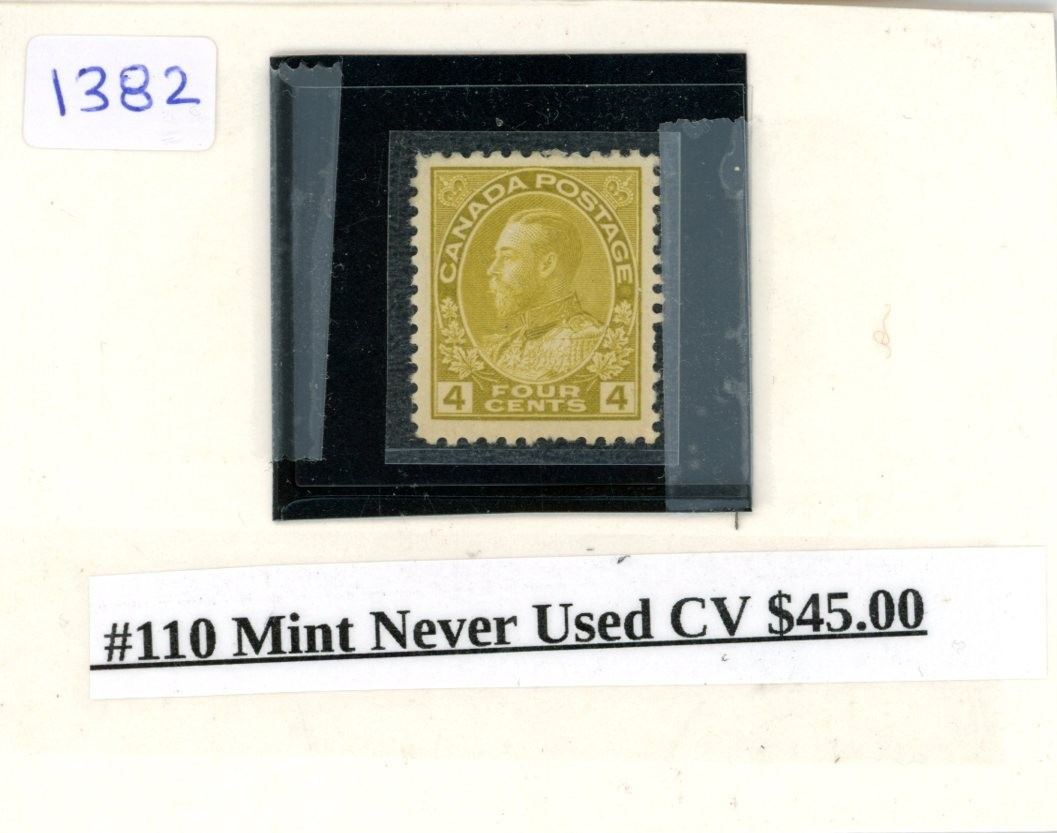 1382
CANADA POSTAGE
4 FOUR CENTS 4
#110 Mint Never Used CV $45.00